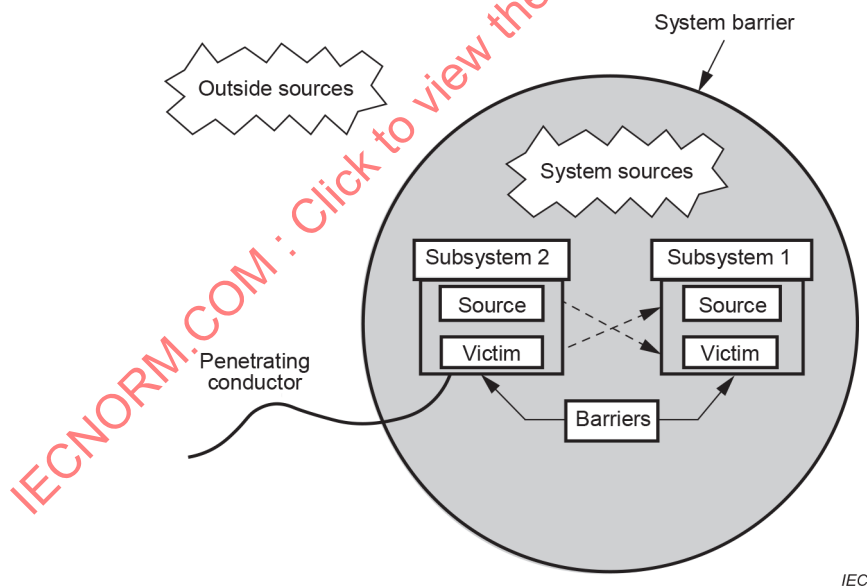 System barrier
Outside sources
System sources
Subsystem 2
Subsystem 1
Source
Source
Victim
Victim
Penetrating
conductor
Barriers
IECNORM.COM : Click to view the
IEC